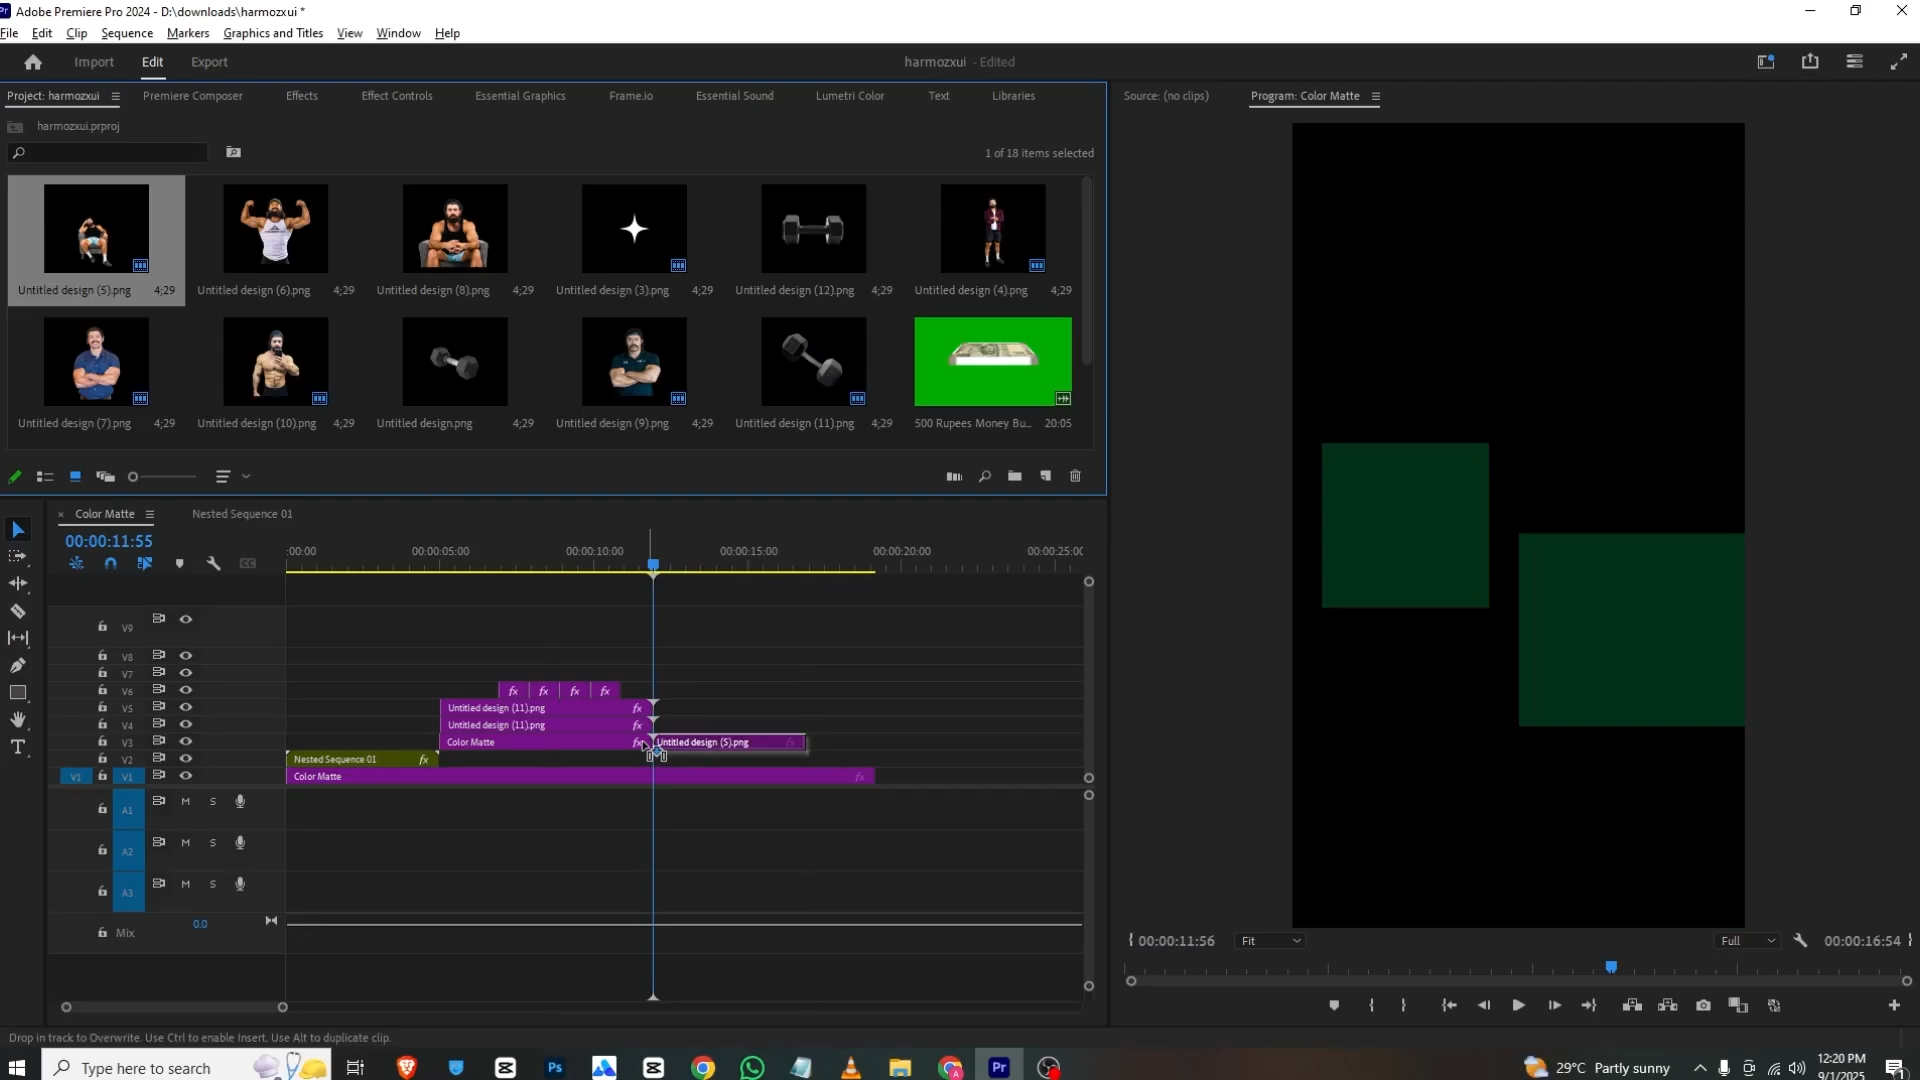 Adobe Premiere Pro 2024 - D:\downloads\harmozxui *
File Edit Clip Sequence Markers Graphics and Titles View Window Help
Import Edit Export harmozxui - Edited
Project: harmozxui Premiere Composer Effects Effect Controls Essential Graphics Frame.io Essential Sound Lumetri Color Text Libraries Source: (no clips) Program: Color Matte
harmozxui.prproj
1 of 18 items selected
Untitled design (5).png 4;29 Untitled design (6).png 4;29 Untitled design (8).png 4;29 Untitled design (3).png 4;29 Untitled design (12).png 4;29 Untitled design (4).png 4;29
Untitled design (7).png 4;29 Untitled design (10).png 4;29 Untitled design.png 4;29 Untitled design (9).png 4;29 Untitled design (11).png 4;29 500 Rupees Money Bu... 20:05
× Color Matte Nested Sequence 01
00:00:11:55
:00:00 00:00:05:00 00:00:10:00 00:00:15:00 00:00:20:00 00:00:25:00
V9
V8
V7
V6 fx fx fx fx
V5 Untitled design (11).png fx
V4 Untitled design (11).png fx
V3 Color Matte fx Untitled design (5).png fx
V2 Nested Sequence 01 fx
V1 V1 Color Matte fx
A1 M S
A2 M S
A3 M S
Mix 0.0
00:00:11:56 Fit Full 00:00:16:54
Drop in track to Overwrite. Use Ctrl to enable Insert. Use Alt to duplicate clip.
Type here to search
29°C Partly sunny
12:20 PM
9/1/2025